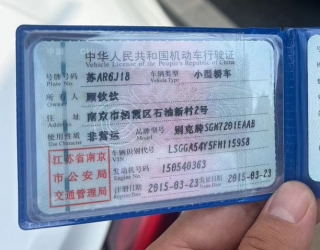 中华人民共和国机动车行驶证
Vehicle License of the People's Republic of China
号牌号码 苏AR6J18 车辆类型 小型轿车
Plate No. Vehicle Type
所有人 顾钦钦
Owner
住址 南京市栖霞区石油新村2号
Address
使用性质 非营运 品牌型号 别克牌SGM7201EAAB
Use Character Model
江苏省南京
市公安局
交通管理局
车辆识别代号 LSGGA54Y5FH115958
VIN
发动机号码 150540363
Engine No.
注册日期 2015-03-23 发证日期 2015-03-23
Register Date Issue Date